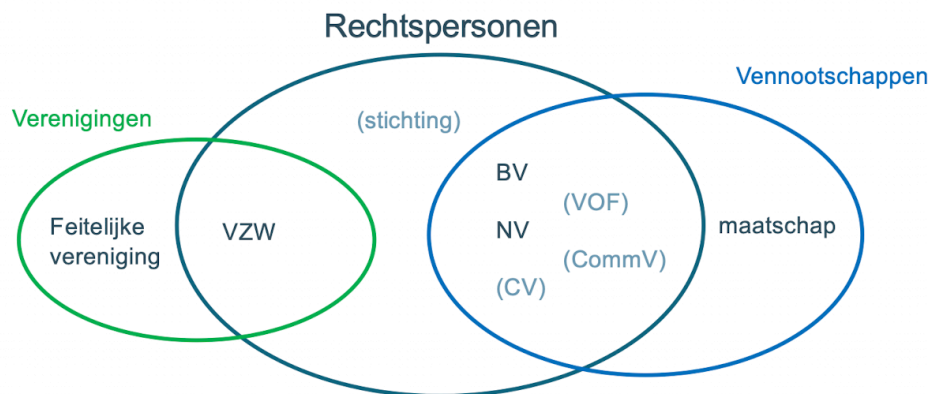 Rechtspersonen
Vennootschappen
Verenigingen
(stichting)
BV
(VOF)
Feitelijke
vereniging
VZW
NV
maatschap
(CommV)
(CV)